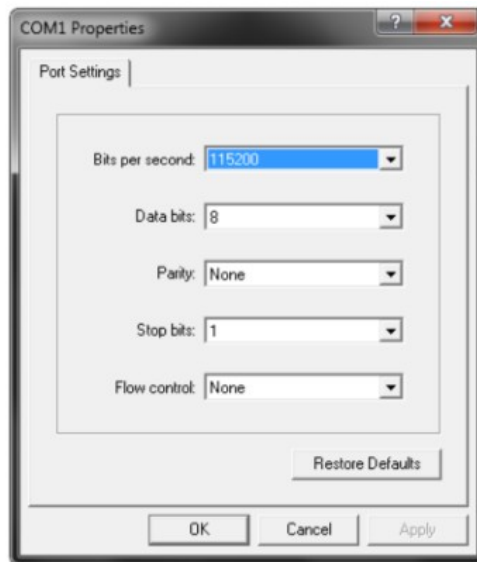 COM1 Properties
Port Settings
Bits per second: 115200
Data bits: 8
Parity: None
Stop bits: 1
Flow control: None
Restore Defaults
OK Cancel Apply